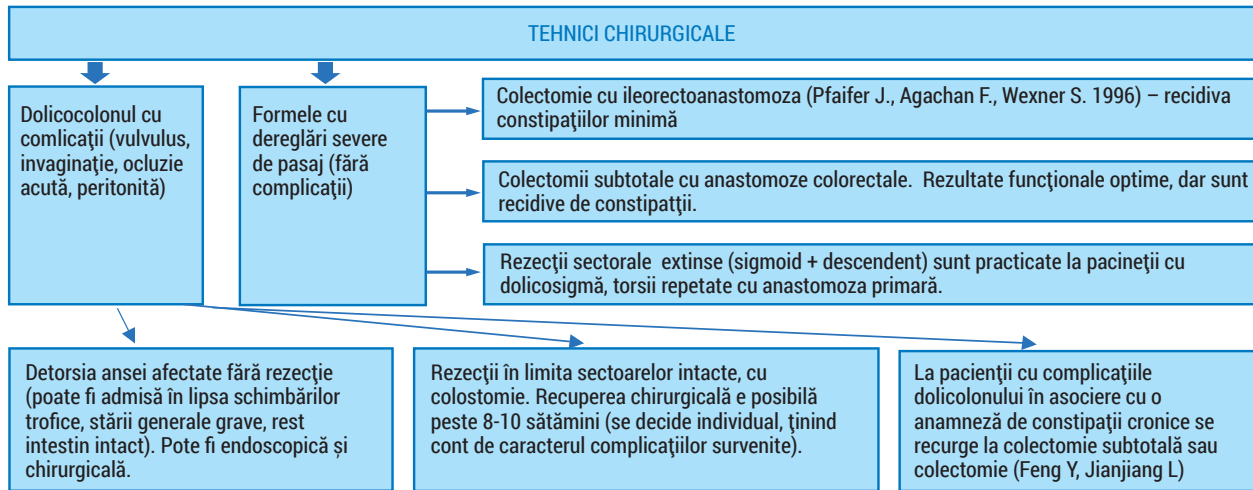 TEHNICI CHIRURGICALE
Dolicocolonul cu
comlicaţii (vulvulus,
invaginaţie, ocluzie
acută, peritonită)
Formele cu
dereglări severe
de pasaj (fără
complicaţii)
Colectomie cu ileorectoanastomoza (Pfaifer J., Agachan F., Wexner S. 1996) – recidiva
constipaţiilor minimă
Colectomii subtotale cu anastomoze colorectale. Rezultate funcţionale optime, dar sunt
recidive de constipatţii.
Rezecţii sectorale extinse (sigmoid + descendent) sunt practicate la pacineţii cu
dolicosigmă, torsii repetate cu anastomoza primară.
Detorsia ansei afectate fără rezecţie
(poate fi admisă în lipsa schimbărilor
trofice, stării generale grave, rest
intestin intact). Pote fi endoscopică și
chirurgicală.
Rezecţii în limita sectoarelor intacte, cu
colostomie. Recuperea chirurgicală e posibilă
peste 8-10 sătămini (se decide individual, ţinind
cont de caracterul complicaţiilor survenite).
La pacienţii cu complicaţiile
dolicolonului în asociere cu o
anamneză de constipaţii cronice se
recurge la colectomie subtotală sau
colectomie (Feng Y, Jianjiang L)